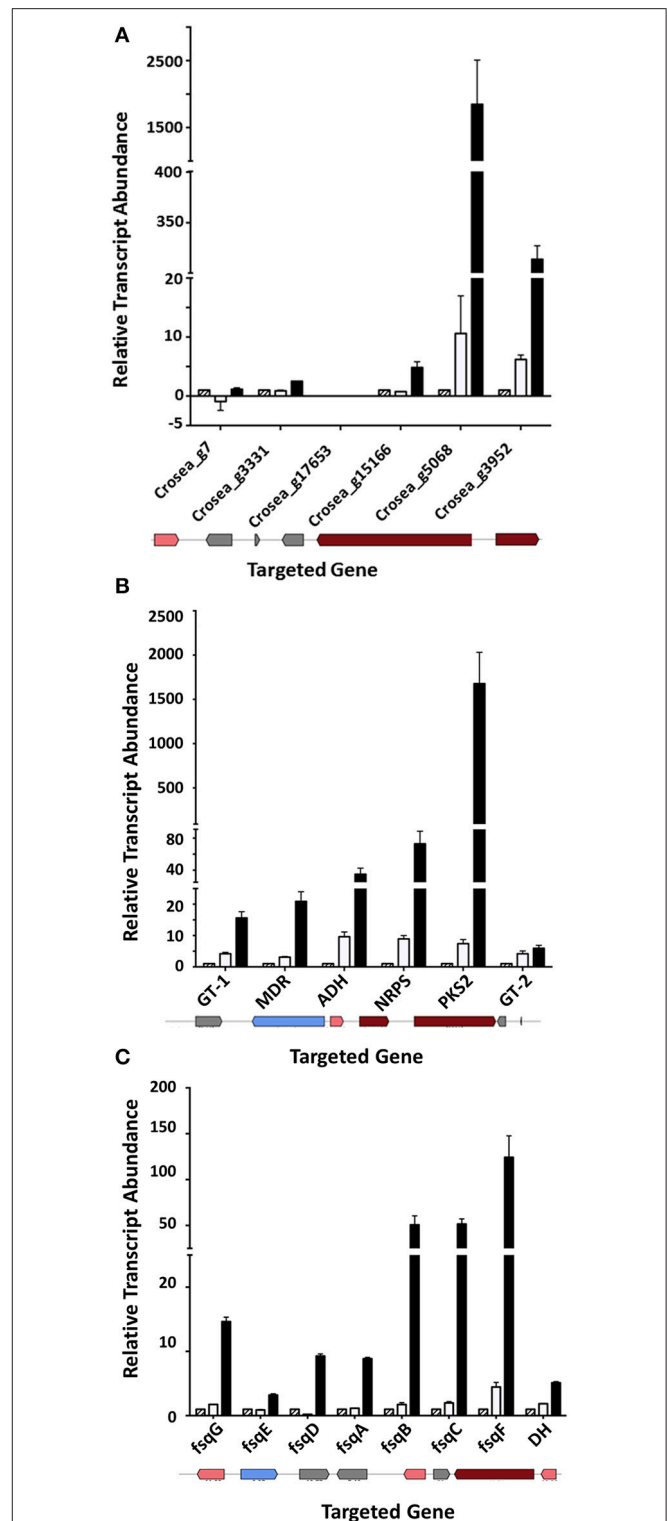 A
Relative Transcript Abundance
2500
1500
400
350
20
10
0
-5
Crosea_g7
Crosea_g3331
Crosea_g17653
Crosea_g15166
Crosea_g5068
Crosea_g3952
Targeted Gene
B
Relative Transcript Abundance
2500
2000
1500
1000
500
80
40
20
10
0
GT-1
MDR
ADH
NRPS
PKS2
GT-2
Targeted Gene
C
Relative Transcript Abundance
200
150
100
50
20
10
0
fsqG
fsqE
fsqD
fsqA
fsqB
fsqC
fsqF
DH
Targeted Gene